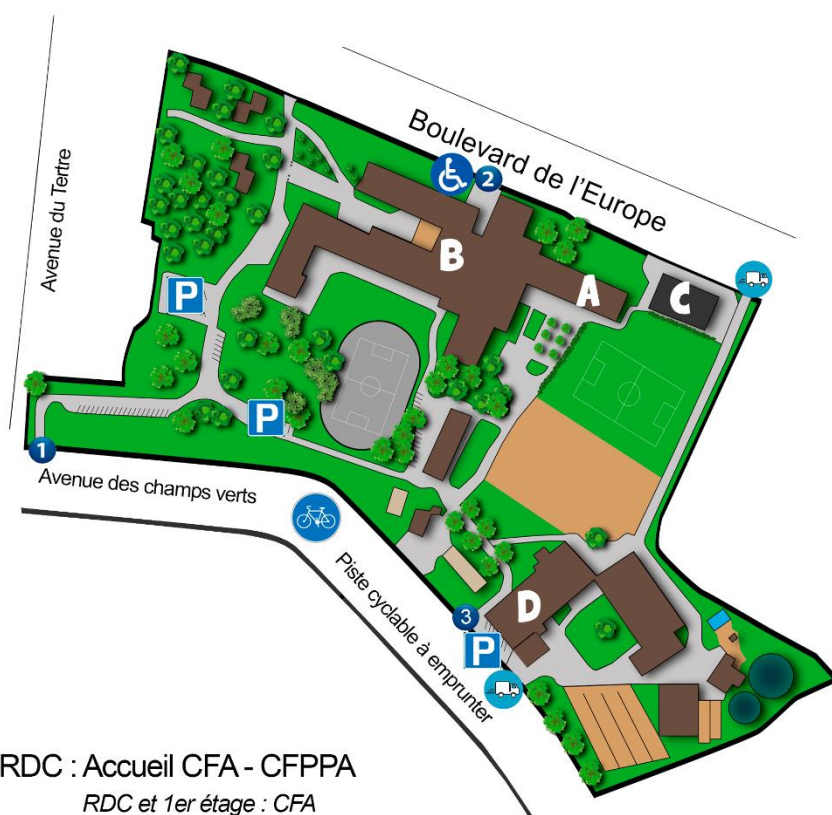 Boulevard de l'Europe
Avenue du Tertre
2
B
A
C
P
P
1
Avenue des champs verts
Piste cyclable à emprunter
D
3
P
RDC : Accueil CFA - CFPPA
RDC et 1er étage : CFA